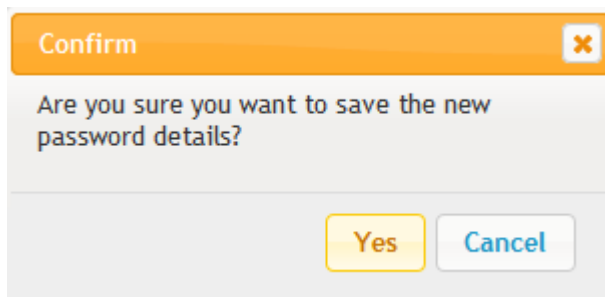 Confirm
Are you sure you want to save the new
password details?
Yes
Cancel